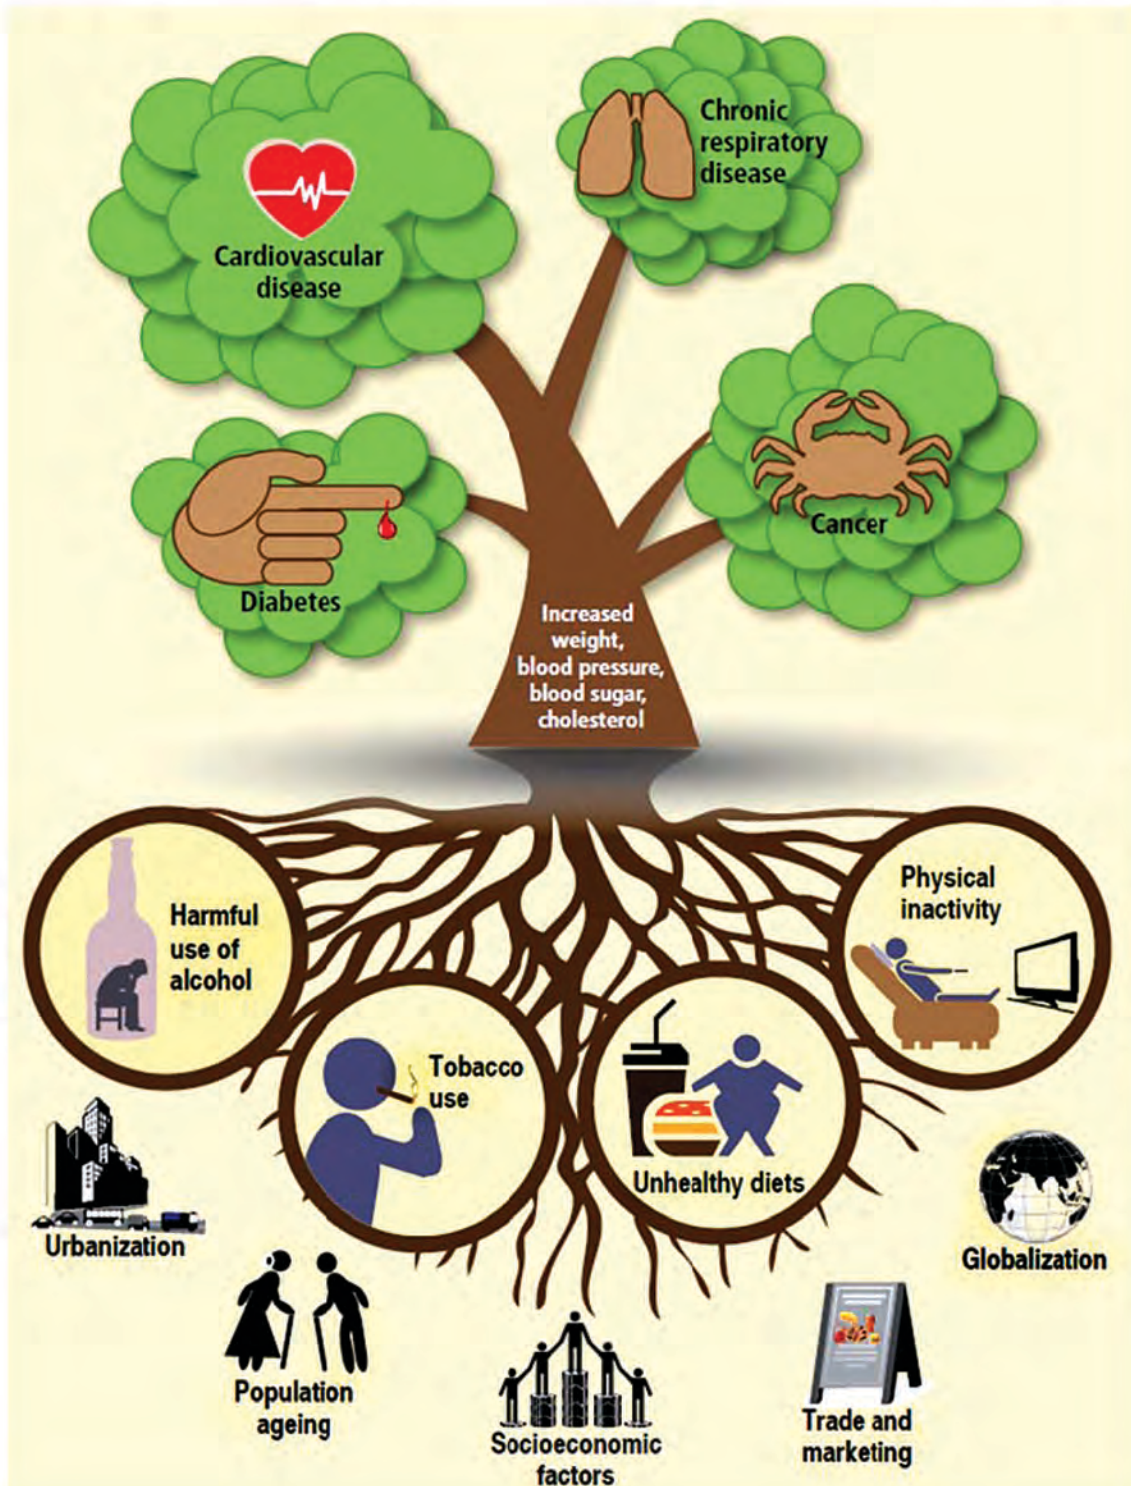 Cardiovascular
disease
Chronic
respiratory
disease
Cancer
Diabetes
Increased
weight,
blood pressure,
blood sugar,
cholesterol
Harmful
use of
alcohol
Tobacco
use
Unhealthy diets
Physical
inactivity
Urbanization
Population
ageing
Socioeconomic
factors
Trade and
marketing
Globalization